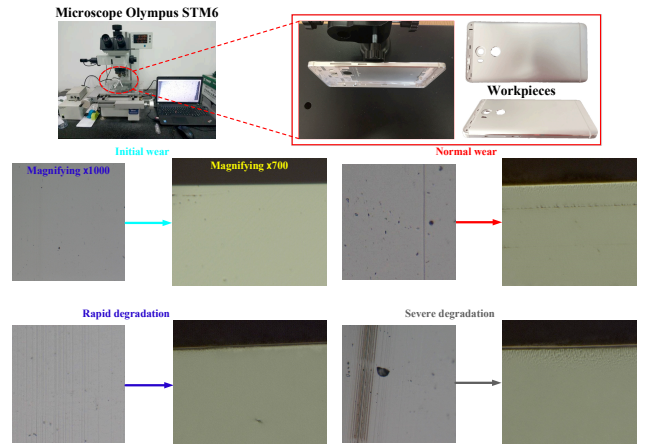 Microscope Olympus STM6
Workpieces
Initial wear
Normal wear
Magnifying x1000
Magnifying x700
Rapid degradation
Severe degradation